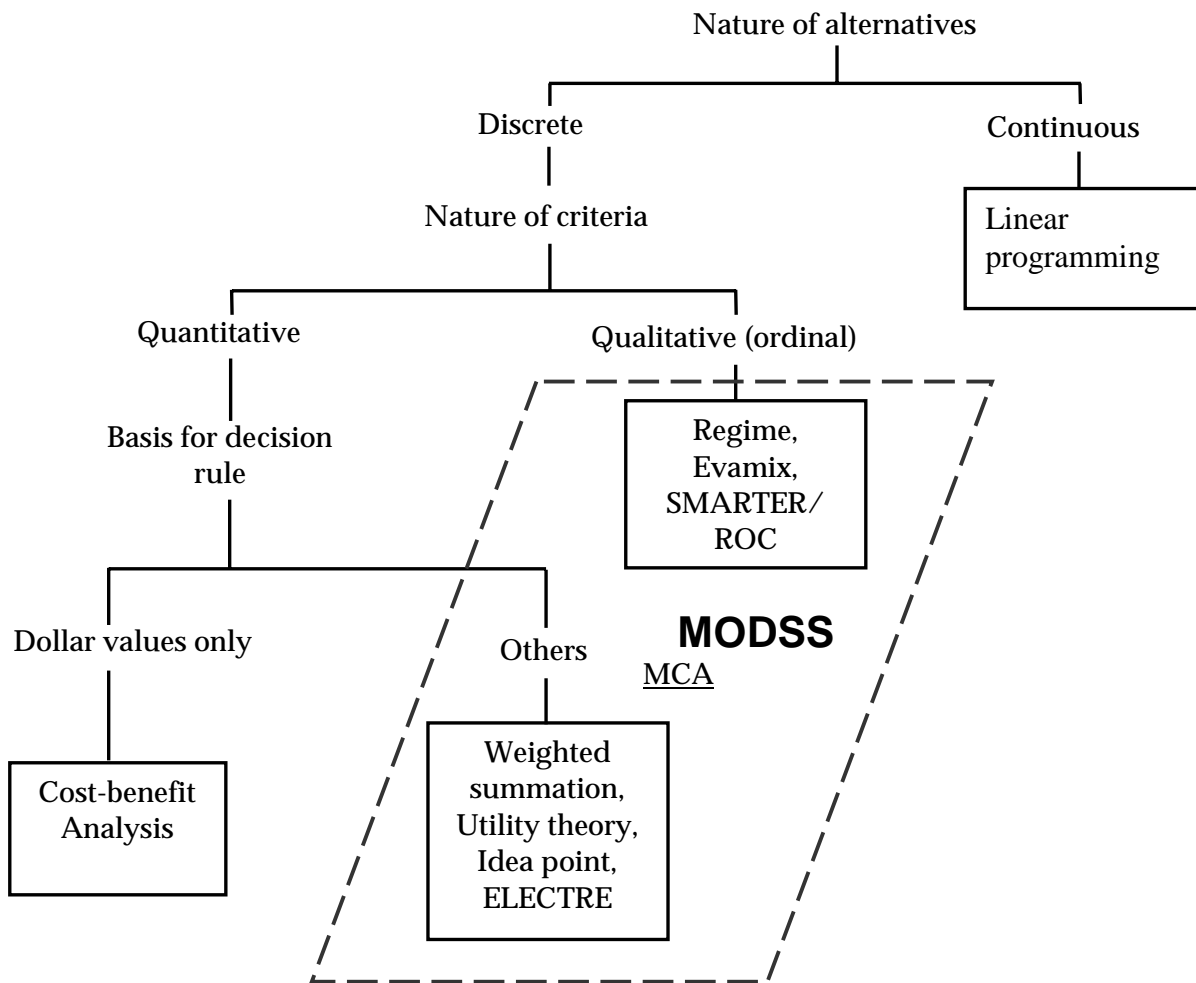 Nature of alternatives
Discrete
Continuous
Nature of criteria
Linear
programming
Quantitative
Qualitative (ordinal)
Basis for decision
rule
Regime,
Evamix,
SMARTER/
ROC
Dollar values only
Others
MODSS
MCA
Cost-benefit
Analysis
Weighted
summation,
Utility theory,
Idea point,
ELECTRE